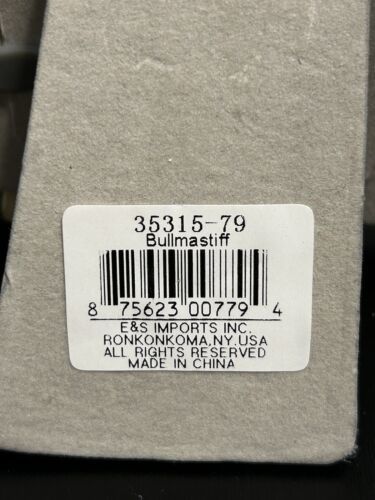 35315-79
Bullmastiff
8 75623 00779 4
E&S IMPORTS INC.
RONKONKOMA,NY.USA
ALL RIGHTS RESERVED
MADE IN CHINA